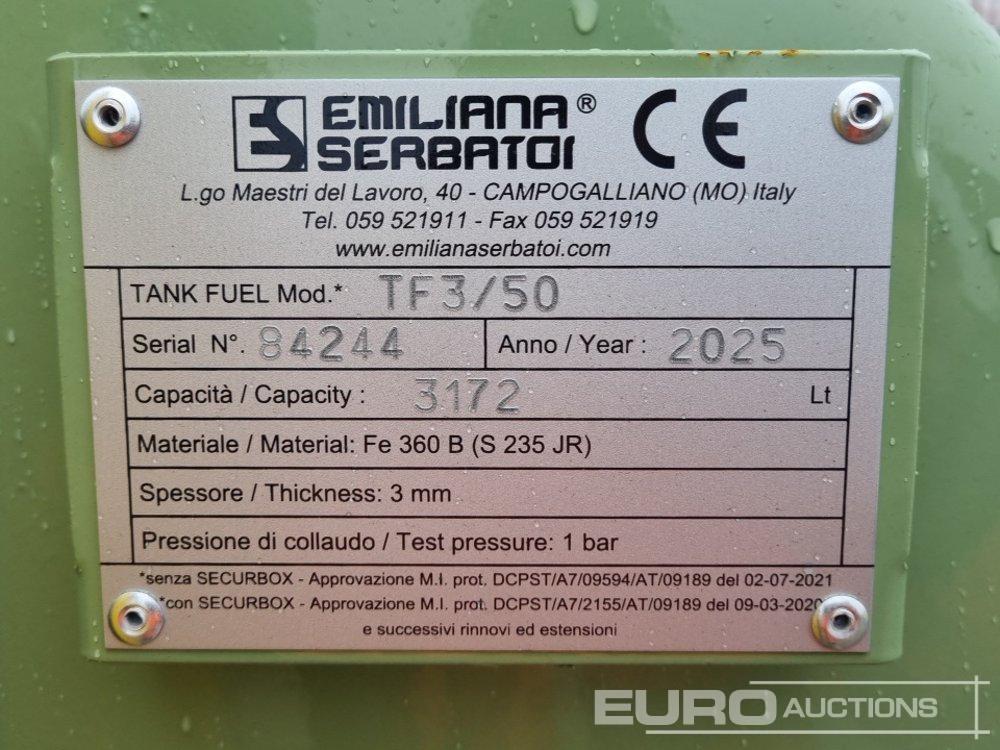 EMILIANA®
SERBATOI
CE
L.go Maestri del Lavoro, 40 - CAMPOGALLIANO (MO) Italy
Tel. 059 521911 - Fax 059 521919
www.emilianaserbatoi.com
TANK FUEL Mod.* TF3/50
Serial N°. 84244 Anno / Year : 2025
Capacità / Capacity : 3172 Lt
Materiale / Material: Fe 360 B (S 235 JR)
Spessore / Thickness: 3 mm
Pressione di collaudo / Test pressure: 1 bar
*senza SECURBOX - Approvazione M.I. prot. DCPST/A7/09594/AT/09189 del 02-07-2021
*con SECURBOX - Approvazione M.I. prot. DCPST/A7/2155/AT/09189 del 09-03-2020
e successivi rinnovi ed estensioni
EURO AUCTIONS